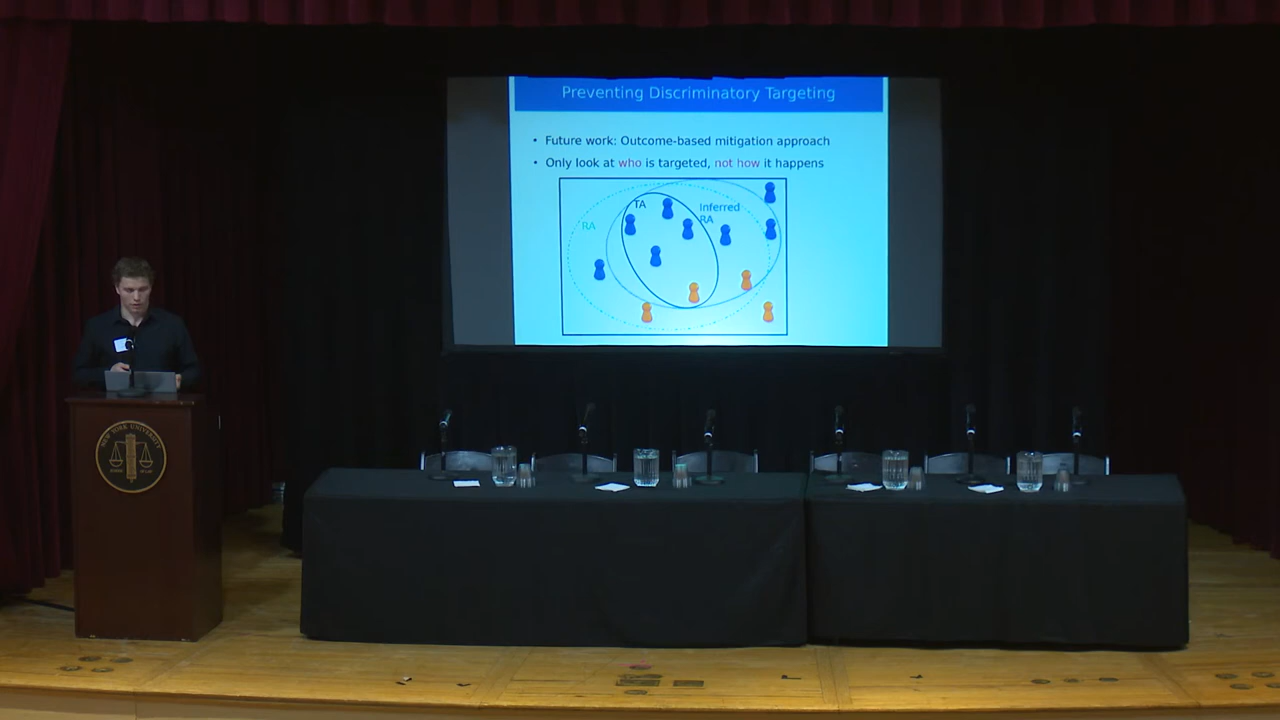 Preventing Discriminatory Targeting
• Future work: Outcome-based mitigation approach
• Only look at who is targeted, not how it happens
TA
Inferred
RA
RA
NEW YORK UNIVERSITY